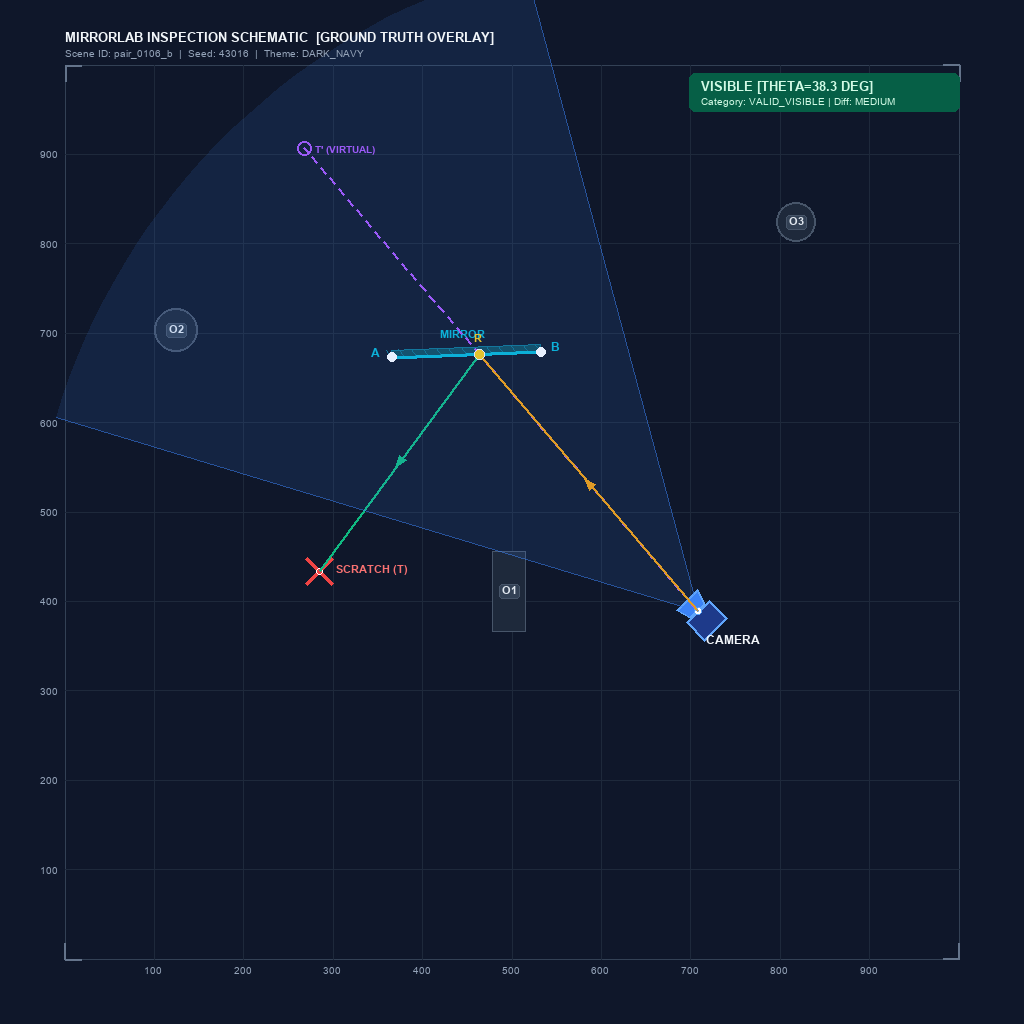 MIRRORLAB INSPECTION SCHEMATIC  [GROUND TRUTH OVERLAY]
Scene ID: pair_0106_b  |  Seed: 43016  |  Theme: DARK_NAVY
VISIBLE [THETA=38.3 DEG]
Category: VALID_VISIBLE | Diff: MEDIUM
T' (VIRTUAL)
O3
O2
MIRROR
R
A
B
SCRATCH (T)
O1
CAMERA
900
800
700
600
500
400
300
200
100
100 200 300 400 500 600 700 800 900